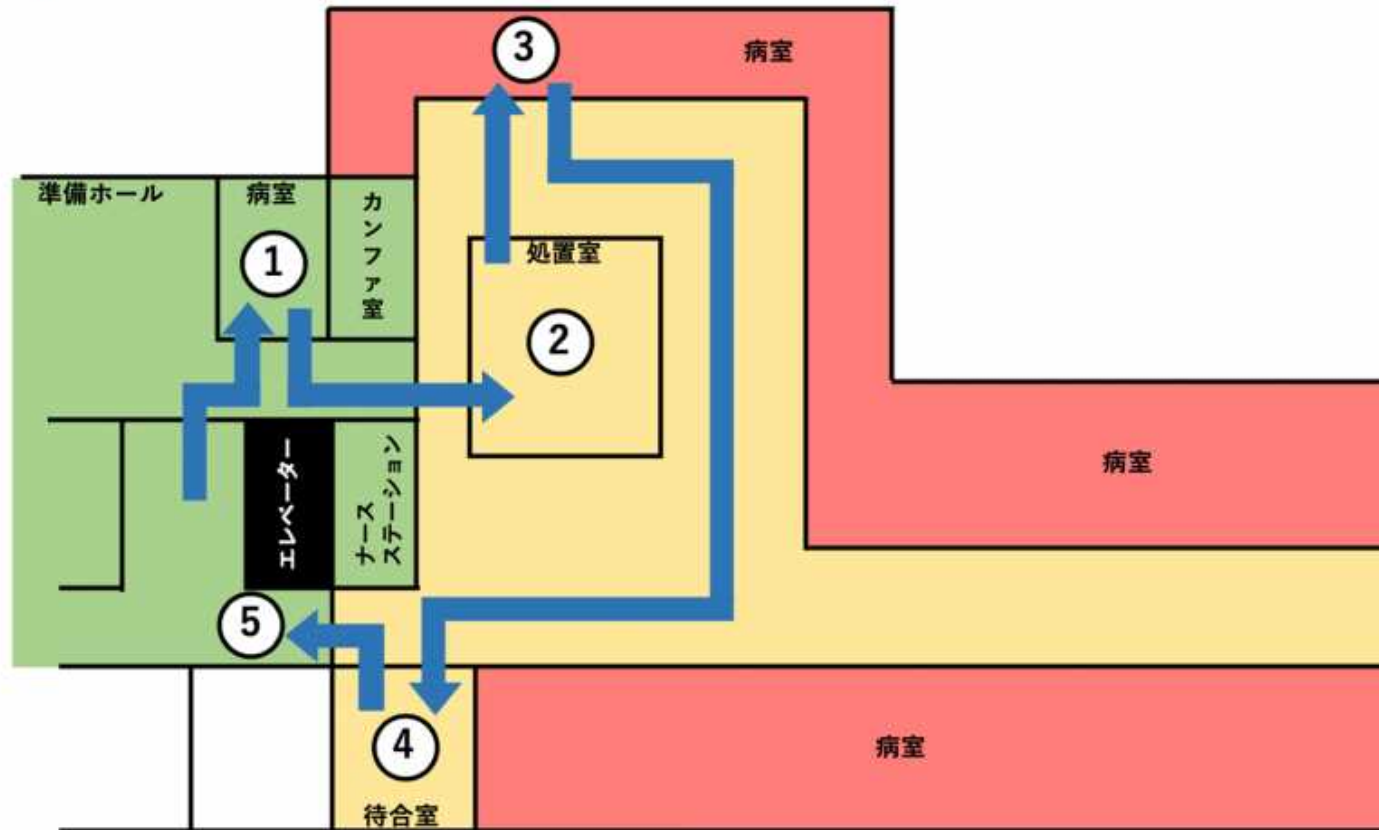 ③
病室
準備ホール
病室
カンファ室
①
処置室
②
エレベーター
ナース
ステーション
病室
⑤
④
病室
待合室